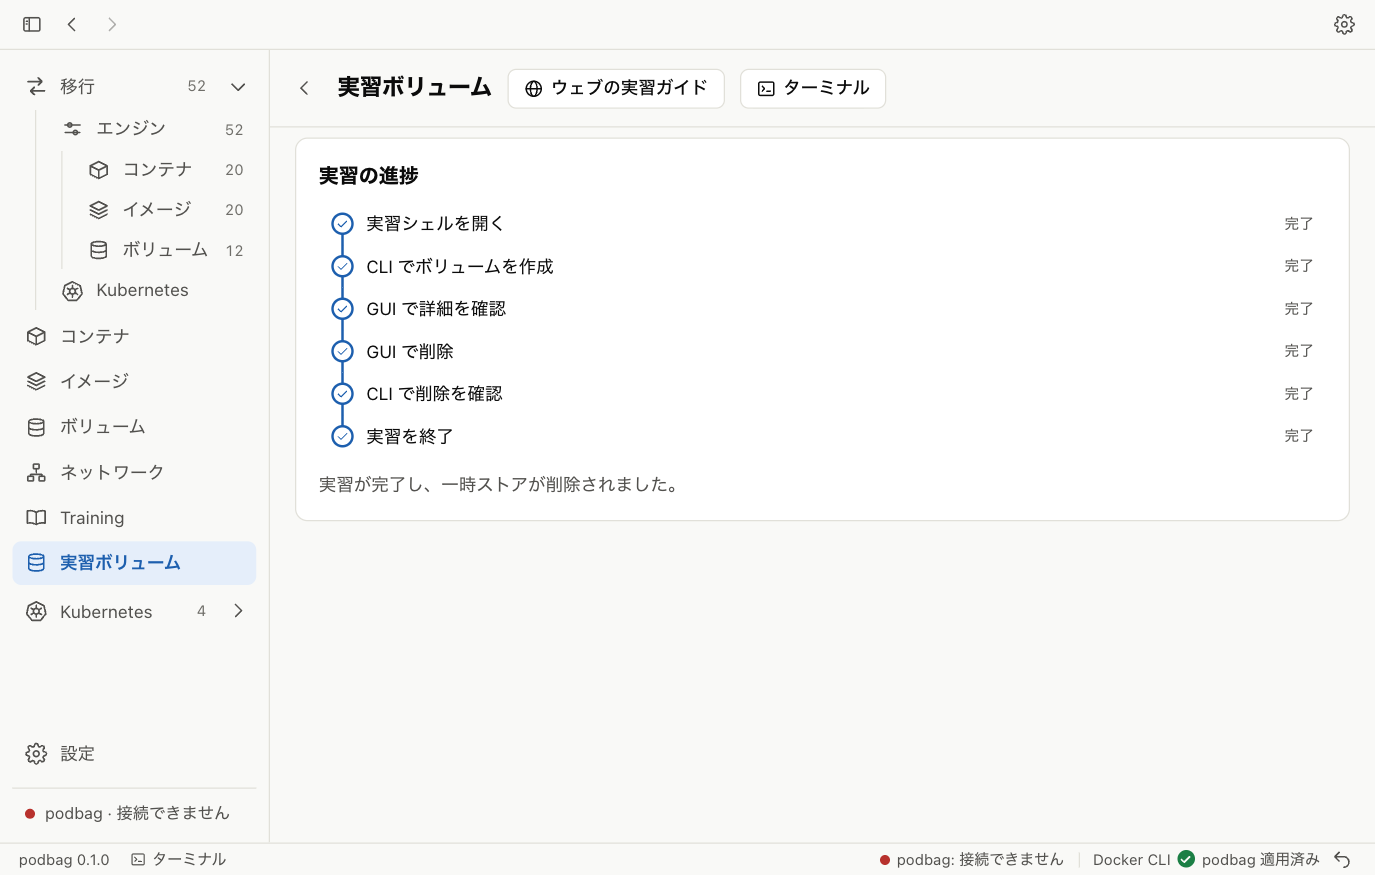 移行 52
エンジン 52
コンテナ 20
イメージ 20
ボリューム 12
Kubernetes
コンテナ
イメージ
ボリューム
ネットワーク
Training
実習ボリューム
Kubernetes 4
設定
podbag · 接続できません
実習ボリューム ウェブの実習ガイド ターミナル
実習の進捗
実習シェルを開く 完了
CLI でボリュームを作成 完了
GUI で詳細を確認 完了
GUI で削除 完了
CLI で削除を確認 完了
実習を終了 完了
実習が完了し、一時ストアが削除されました。
podbag 0.1.0 ターミナル podbag: 接続できません Docker CLI podbag 適用済み